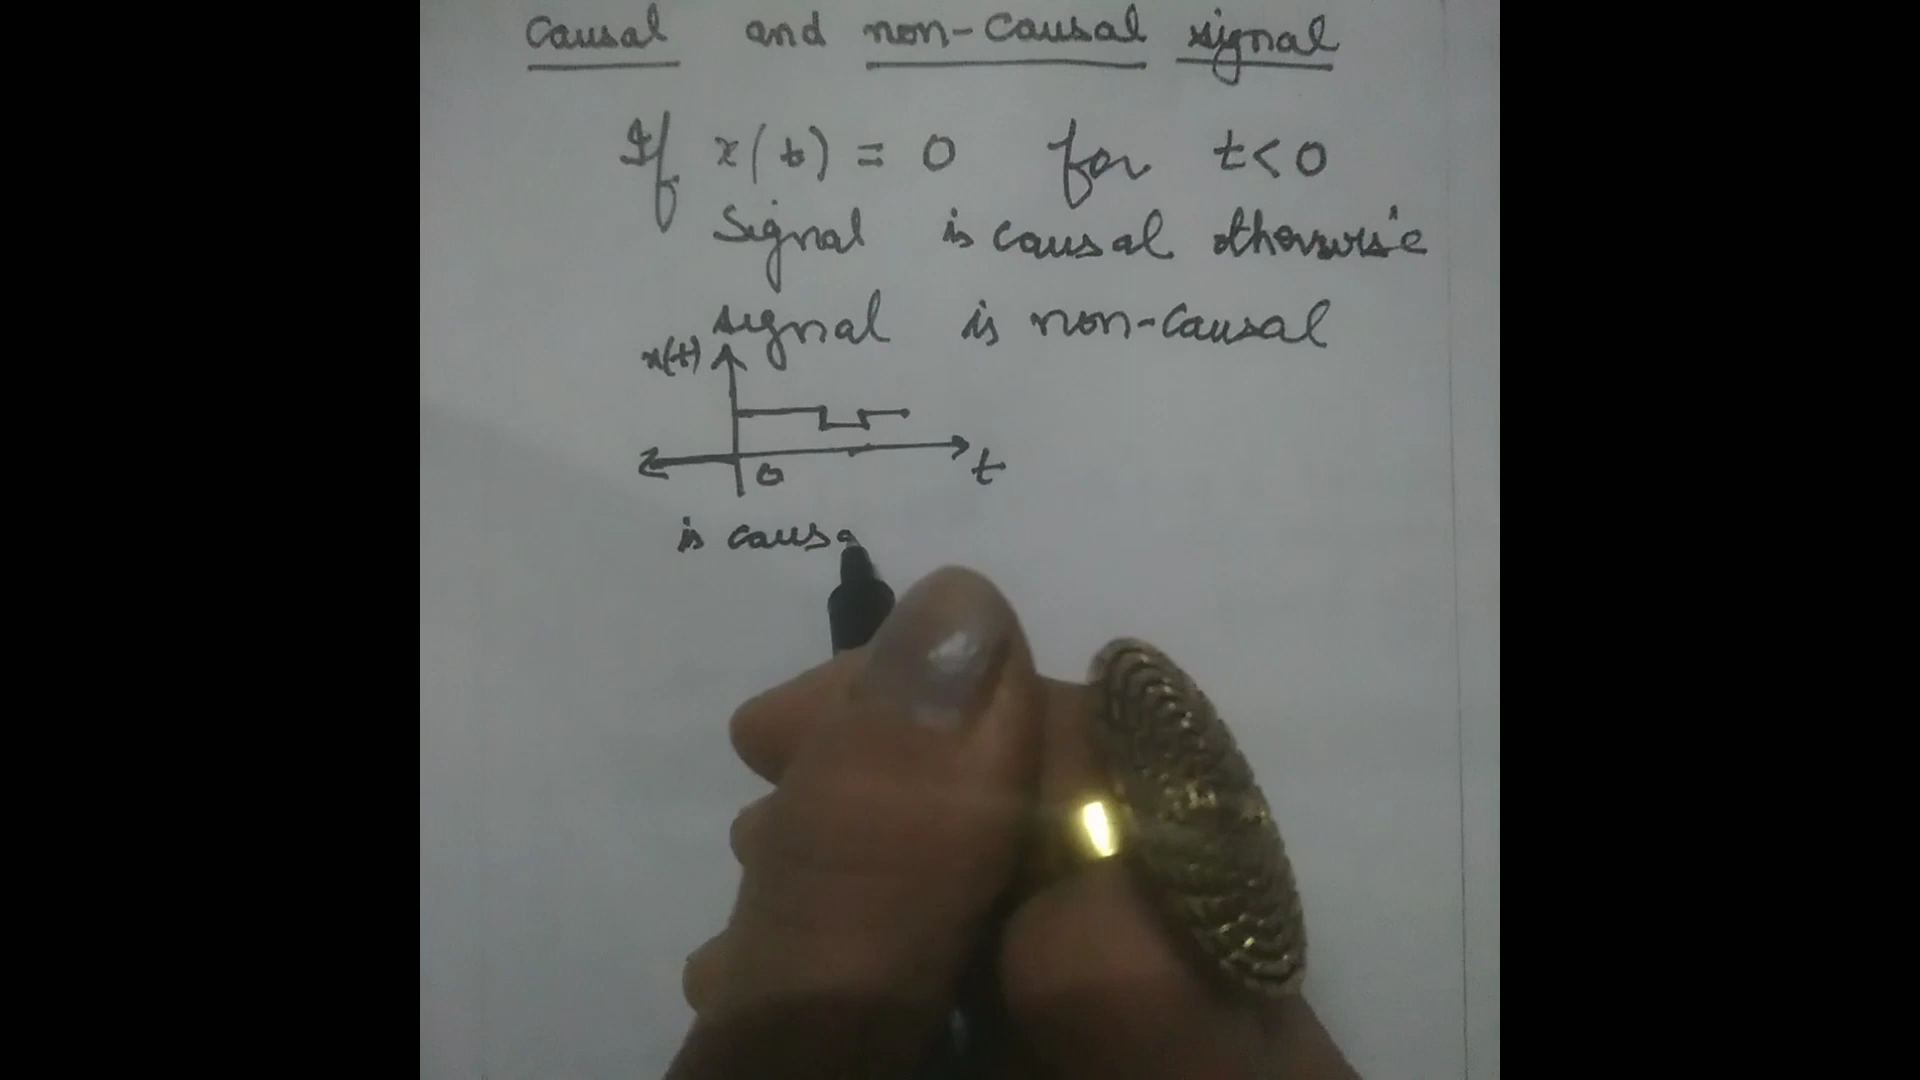 Causal and non-causal signal
If x(t) = 0 for t<0
Signal is causal otherwise
signal is non-causal
x(t)
0
t
is causa